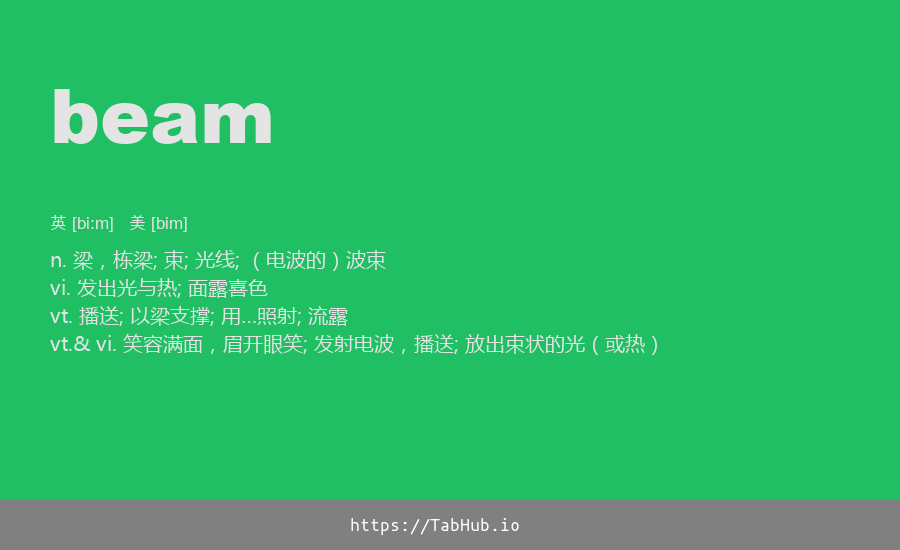 beam
英 [biːm] 美 [bim]
n. 梁，栋梁; 束; 光线; （电波的）波束
vi. 发出光与热; 面露喜色
vt. 播送; 以梁支撑; 用…照射; 流露
vt.& vi. 笑容满面，眉开眼笑; 发射电波，播送; 放出束状的光（或热）
https://TabHub.io